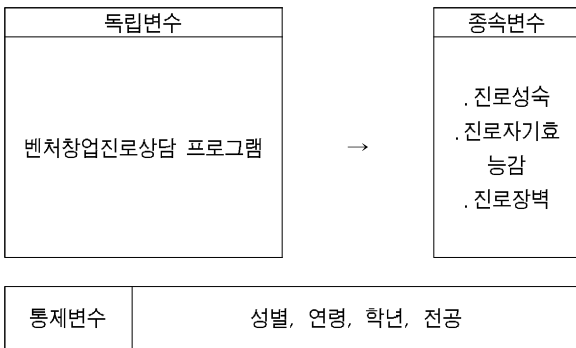 독립변수
종속변수
벤처창업진로상담 프로그램
→
. 진로성숙
. 진로자기효
능감
. 진로장벽
통제변수
성별, 연령, 학년, 전공